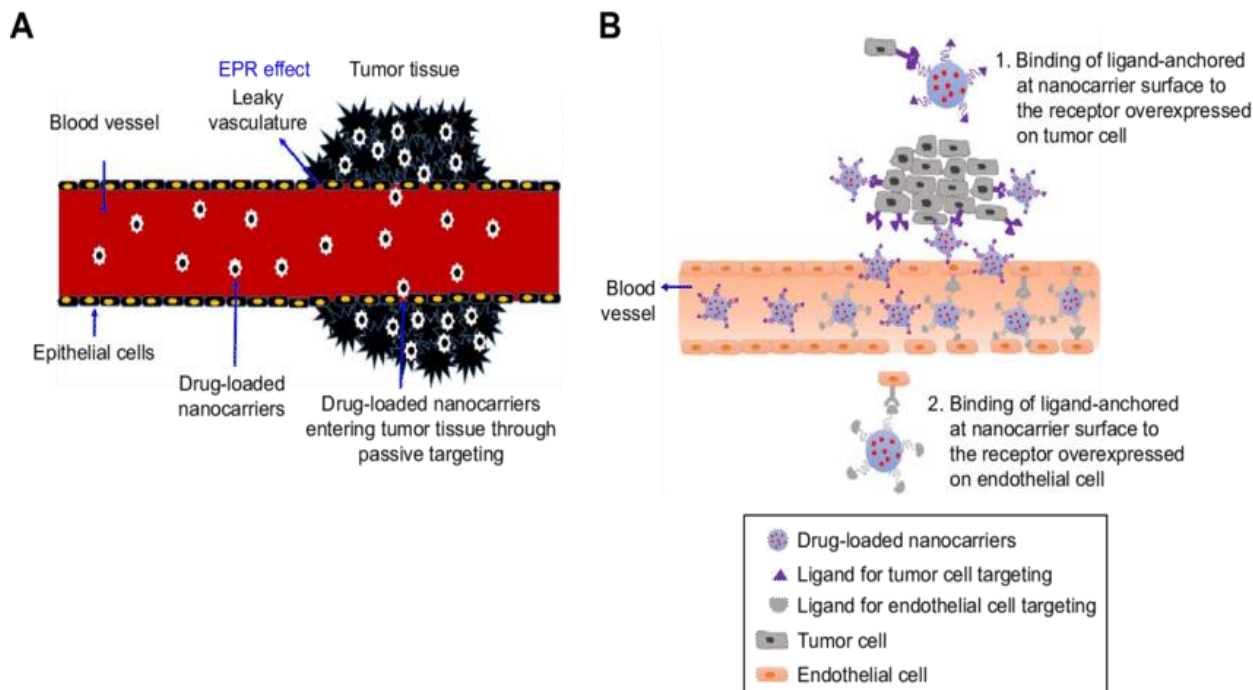 A
EPR effect
Tumor tissue
Leaky
vasculature
Blood vessel
Epithelial cells
Drug-loaded
nanocarriers
Drug-loaded nanocarriers
entering tumor tissue through
passive targeting
B
1. Binding of ligand-anchored
at nanocarrier surface to
the receptor overexpressed
on tumor cell
Blood
vessel
2. Binding of ligand-anchored
at nanocarrier surface to
the receptor overexpressed
on endothelial cell
Drug-loaded nanocarriers
Ligand for tumor cell targeting
Ligand for endothelial cell targeting
Tumor cell
Endothelial cell